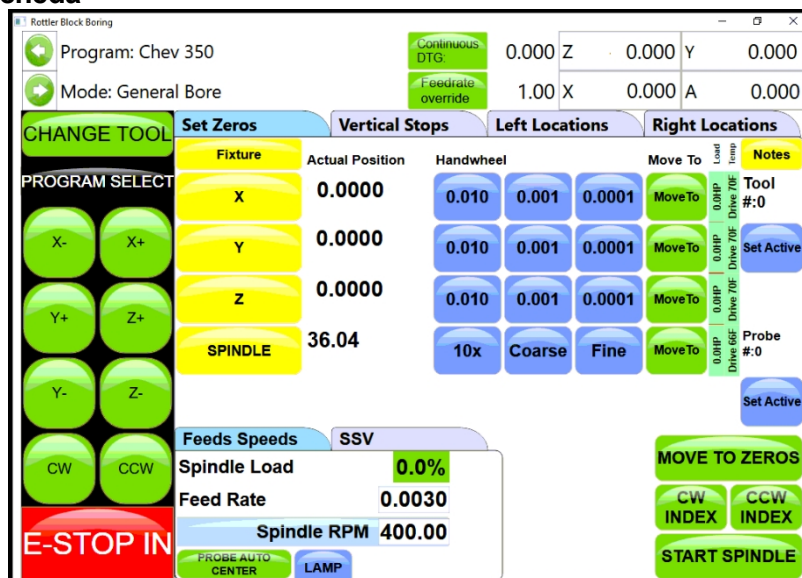 Rottler Block Boring
Program: Chev 350
Continuous DTG: 0.000 Z 0.000 Y 0.000
Mode: General Bore
Feedrate override 1.00 X 0.000 A 0.000
CHANGE TOOL
PROGRAM SELECT
X- X+
Y+ Z+
Y- Z-
CW CCW
E-STOP IN
Set Zeros Vertical Stops Left Locations Right Locations
Fixture Actual Position Handwheel Move To Load Temp Notes
X 0.0000 0.010 0.001 0.0001 MoveTo 0.0HP Drive 70F
Tool #:0
Y 0.0000 0.010 0.001 0.0001 MoveTo 0.0HP Drive 70F Set Active
Z 0.0000 0.010 0.001 0.0001 MoveTo 0.0HP Drive 70F
SPINDLE 36.04 10x Coarse Fine MoveTo 0.0HP Drive 66F
Probe #:0
Set Active
Feeds Speeds SSV
Spindle Load 0.0%
Feed Rate 0.0030
Spindle RPM 400.00
PROBE AUTO CENTER LAMP
MOVE TO ZEROS
CW INDEX CCW INDEX
START SPINDLE